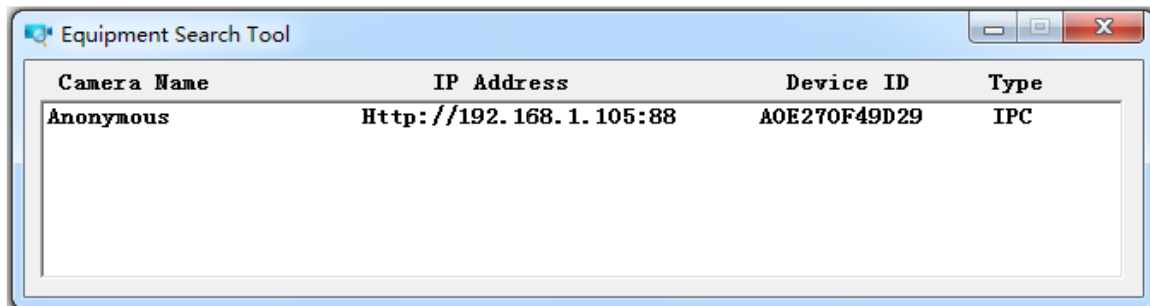 Equipment Search Tool
Camera Name IP Address Device ID Type
Anonymous Http://192.168.1.105:88 A0E270F49D29 IPC